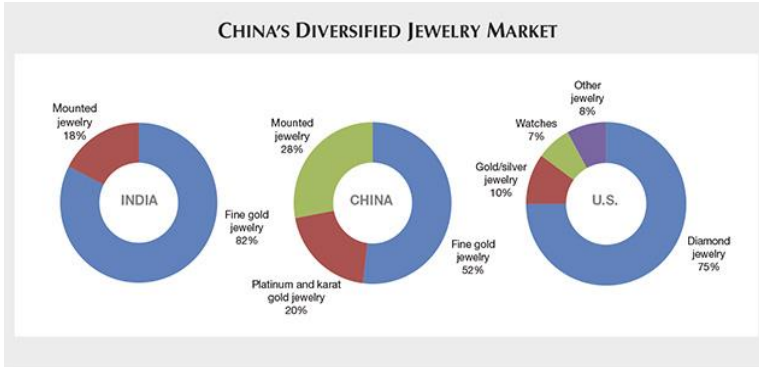 CHINA'S DIVERSIFIED JEWELRY MARKET
Mounted
jewelry
18%
INDIA
Fine gold
jewelry
82%
Mounted
jewelry
28%
CHINA
Fine gold
jewelry
52%
Platinum and karat
gold jewelry
20%
Other
jewelry
8%
Watches
7%
Gold/silver
jewelry
10%
U.S.
Diamond
jewelry
75%